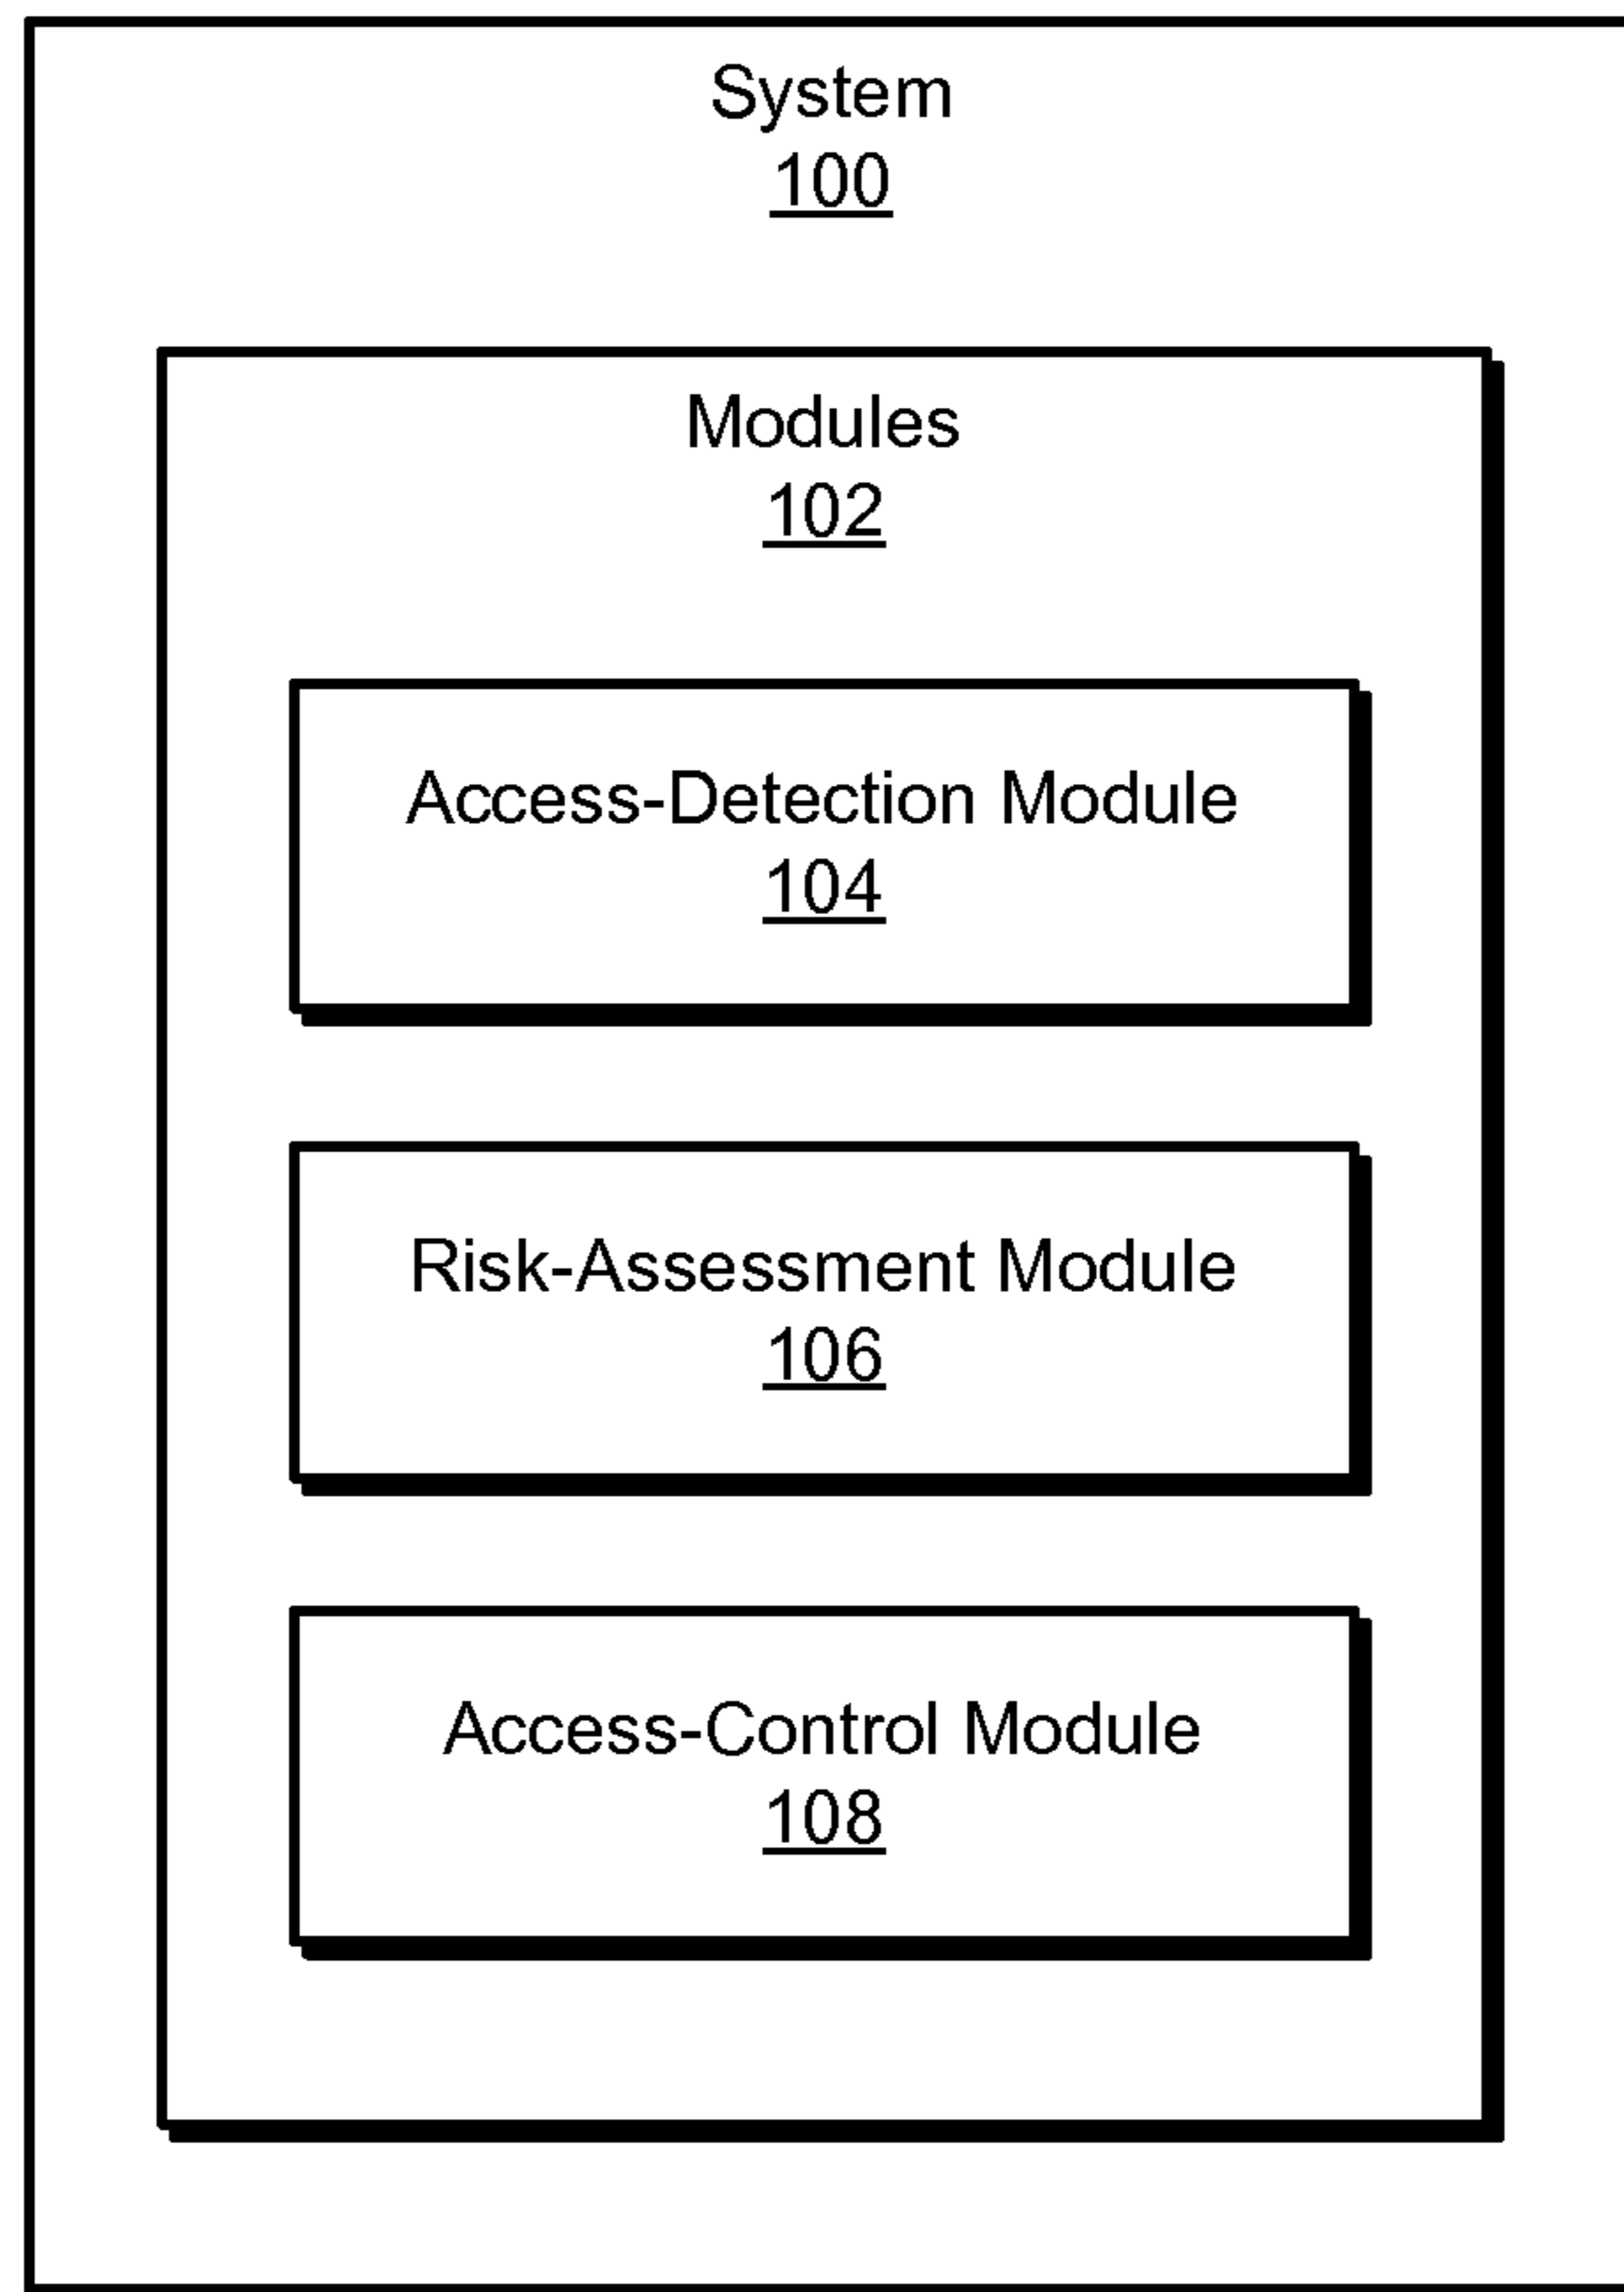 System
100
Modules
102
Access-Detection Module
104
Risk-Assessment Module
106
Access-Control Module
108